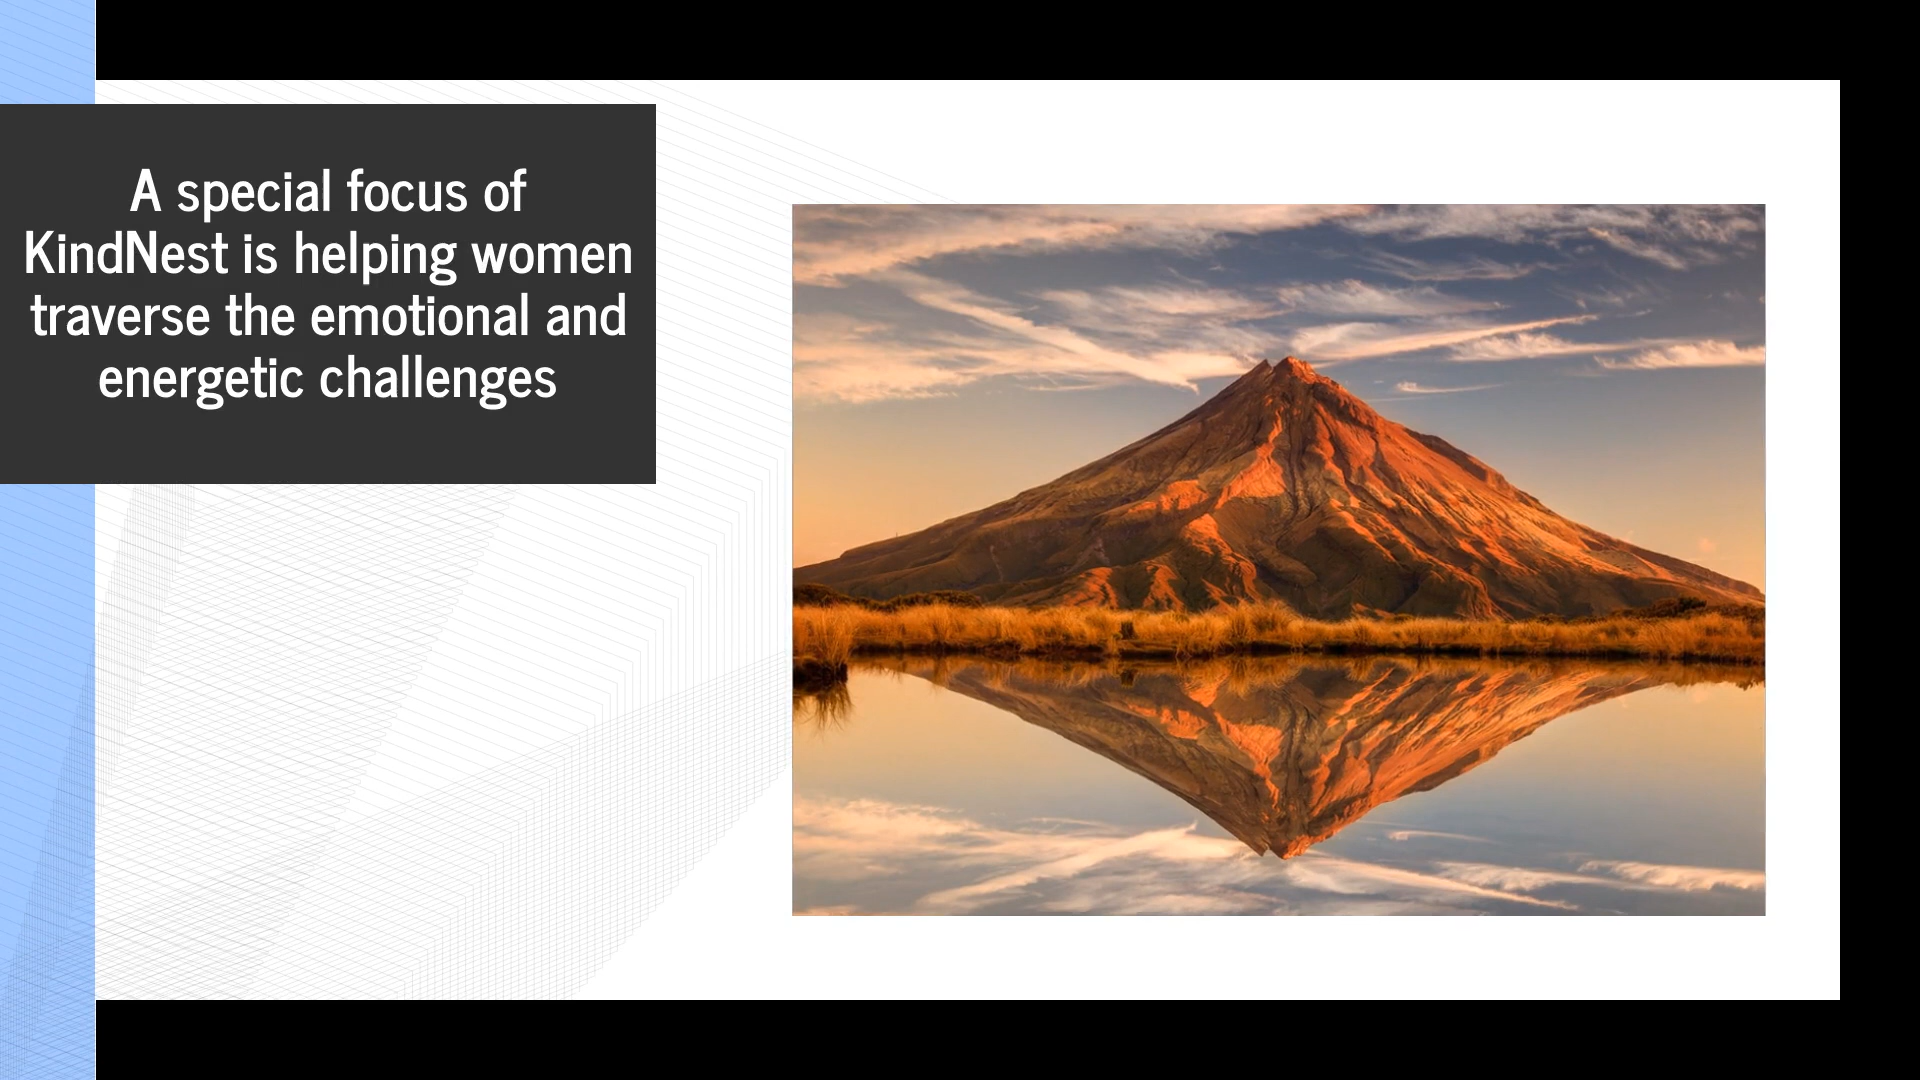 A special focus of
KindNest is helping women
traverse the emotional and
energetic challenges